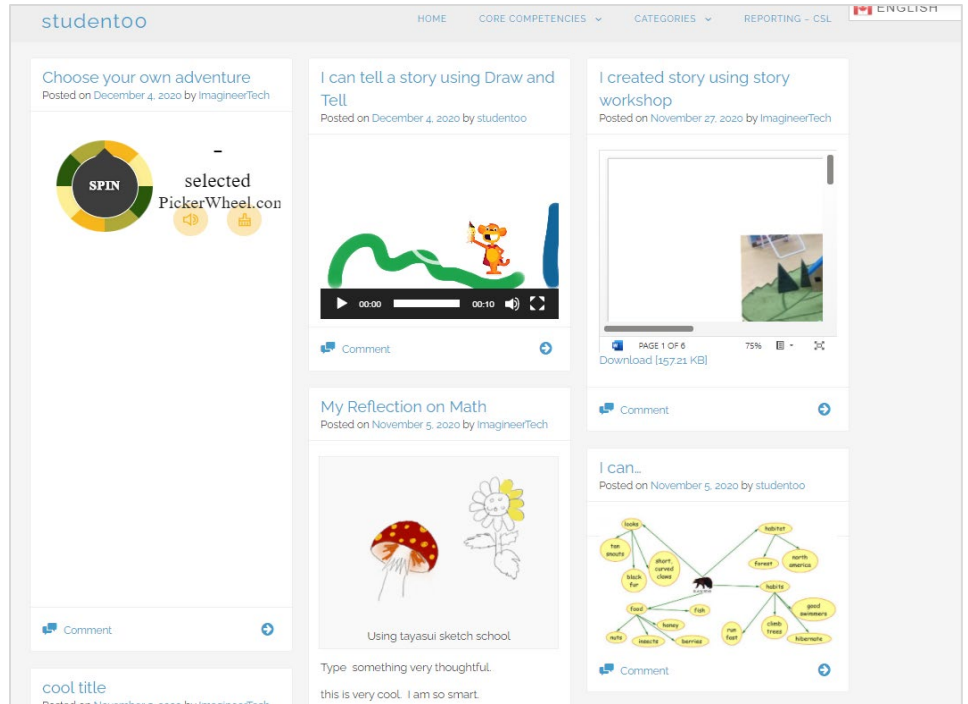 studentoo
HOME
CORE COMPETENCIES
CATEGORIES
REPORTING – CSL
ENGLISH
Choose your own adventure
Posted on December 4, 2020 by ImagineerTech
SPIN
-
selected
PickerWheel.com
Comment
cool title
I can tell a story using Draw and
Tell
Posted on December 4, 2020 by studentoo
00:00
00:10
Comment
My Reflection on Math
Posted on November 5, 2020 by ImagineerTech
Using tayasui sketch school
Type something very thoughtful.
this is very cool. I am so smart.
I created story using story
workshop
Posted on November 27, 2020 by ImagineerTech
PAGE 1 OF 6
75%
Download [157.21 KB]
Comment
I can…
Posted on November 5, 2020 by studentoo
looks
habitat
tan
snouts
short,
curved
claws
black
fur
forest
north
america
habits
food
fish
honey
nuts
insects
berries
run
fast
climb
trees
good
swimmers
hibernate
Comment